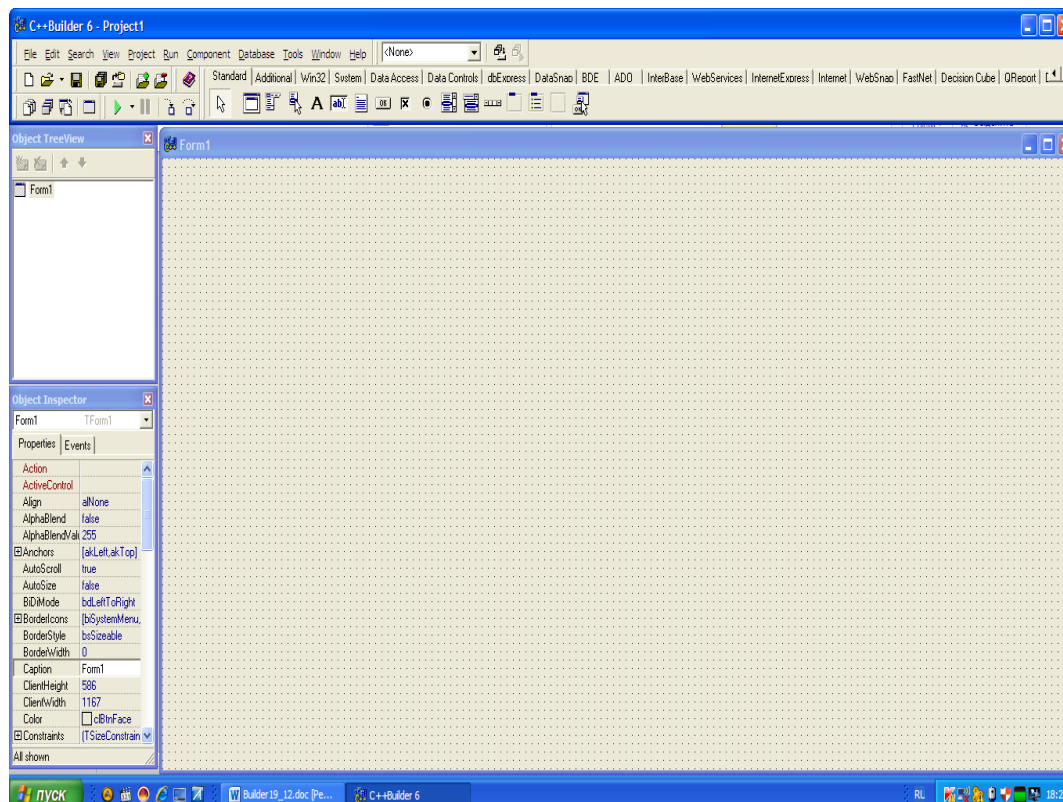 C++Builder 6 - Project1
File Edit Search View Project Run Component Database Tools Window Help <None>
Standard Additional Win32 System Data Access Data Controls dbExpress DataSnap BDE ADO InterBase WebServices InternetExpress Internet WebSnap FastNet Decision Cube QReport
Object TreeView
Form1
Form1
Object Inspector
Form1 TForm1
Properties Events
Action
ActiveControl
Align alNone
AlphaBlend false
AlphaBlendVal 255
Anchors [akLeft,akTop]
AutoScroll true
AutoSize false
BiDiMode bdLeftToRight
BorderIcons [biSystemMenu,
BorderStyle bsSizeable
BorderWidth 0
Caption Form1
ClientHeight 586
ClientWidth 1167
Color clBtnFace
Constraints (TSizeConstrain
All shown
пуск Builder19_12.doc [Ре... C++Builder 6 RU